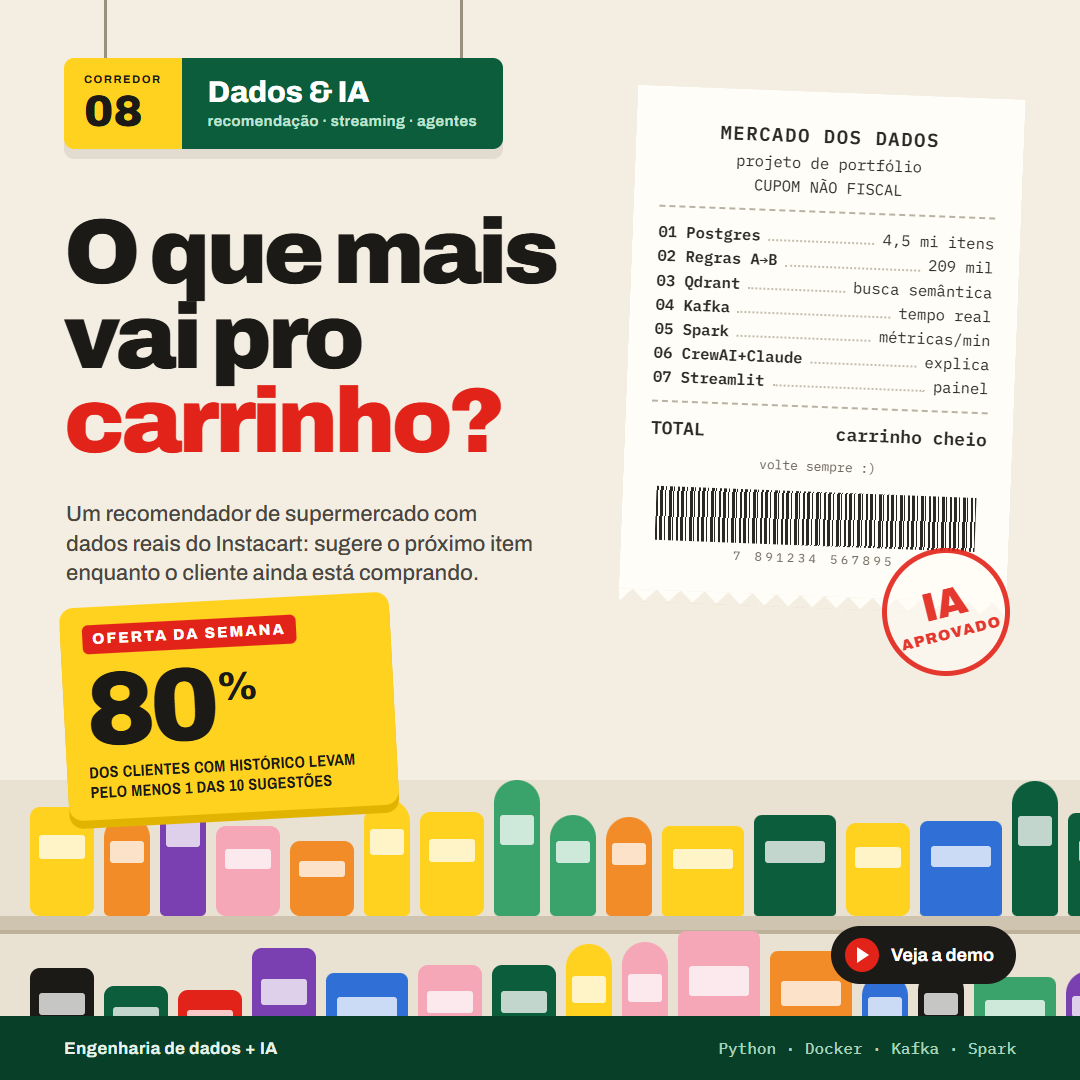 CORREDOR
08
Dados & IA
recomendação · streaming · agentes
O que mais
vai pro
carrinho?
Um recomendador de supermercado com
dados reais do Instacart: sugere o próximo item
enquanto o cliente ainda está comprando.
MERCADO DOS DADOS
projeto de portfólio
CUPOM NÃO FISCAL
01 Postgres 4,5 mi itens
02 Regras A→B 209 mil
03 Qdrant busca semântica
04 Kafka tempo real
05 Spark métricas/min
06 CrewAI+Claude explica
07 Streamlit painel
TOTAL carrinho cheio
volte sempre :)
7 891234 567895
IA
APROVADO
OFERTA DA SEMANA
80%
DOS CLIENTES COM HISTÓRICO LEVAM
PELO MENOS 1 DAS 10 SUGESTÕES
Veja a demo
Engenharia de dados + IA
Python · Docker · Kafka · Spark